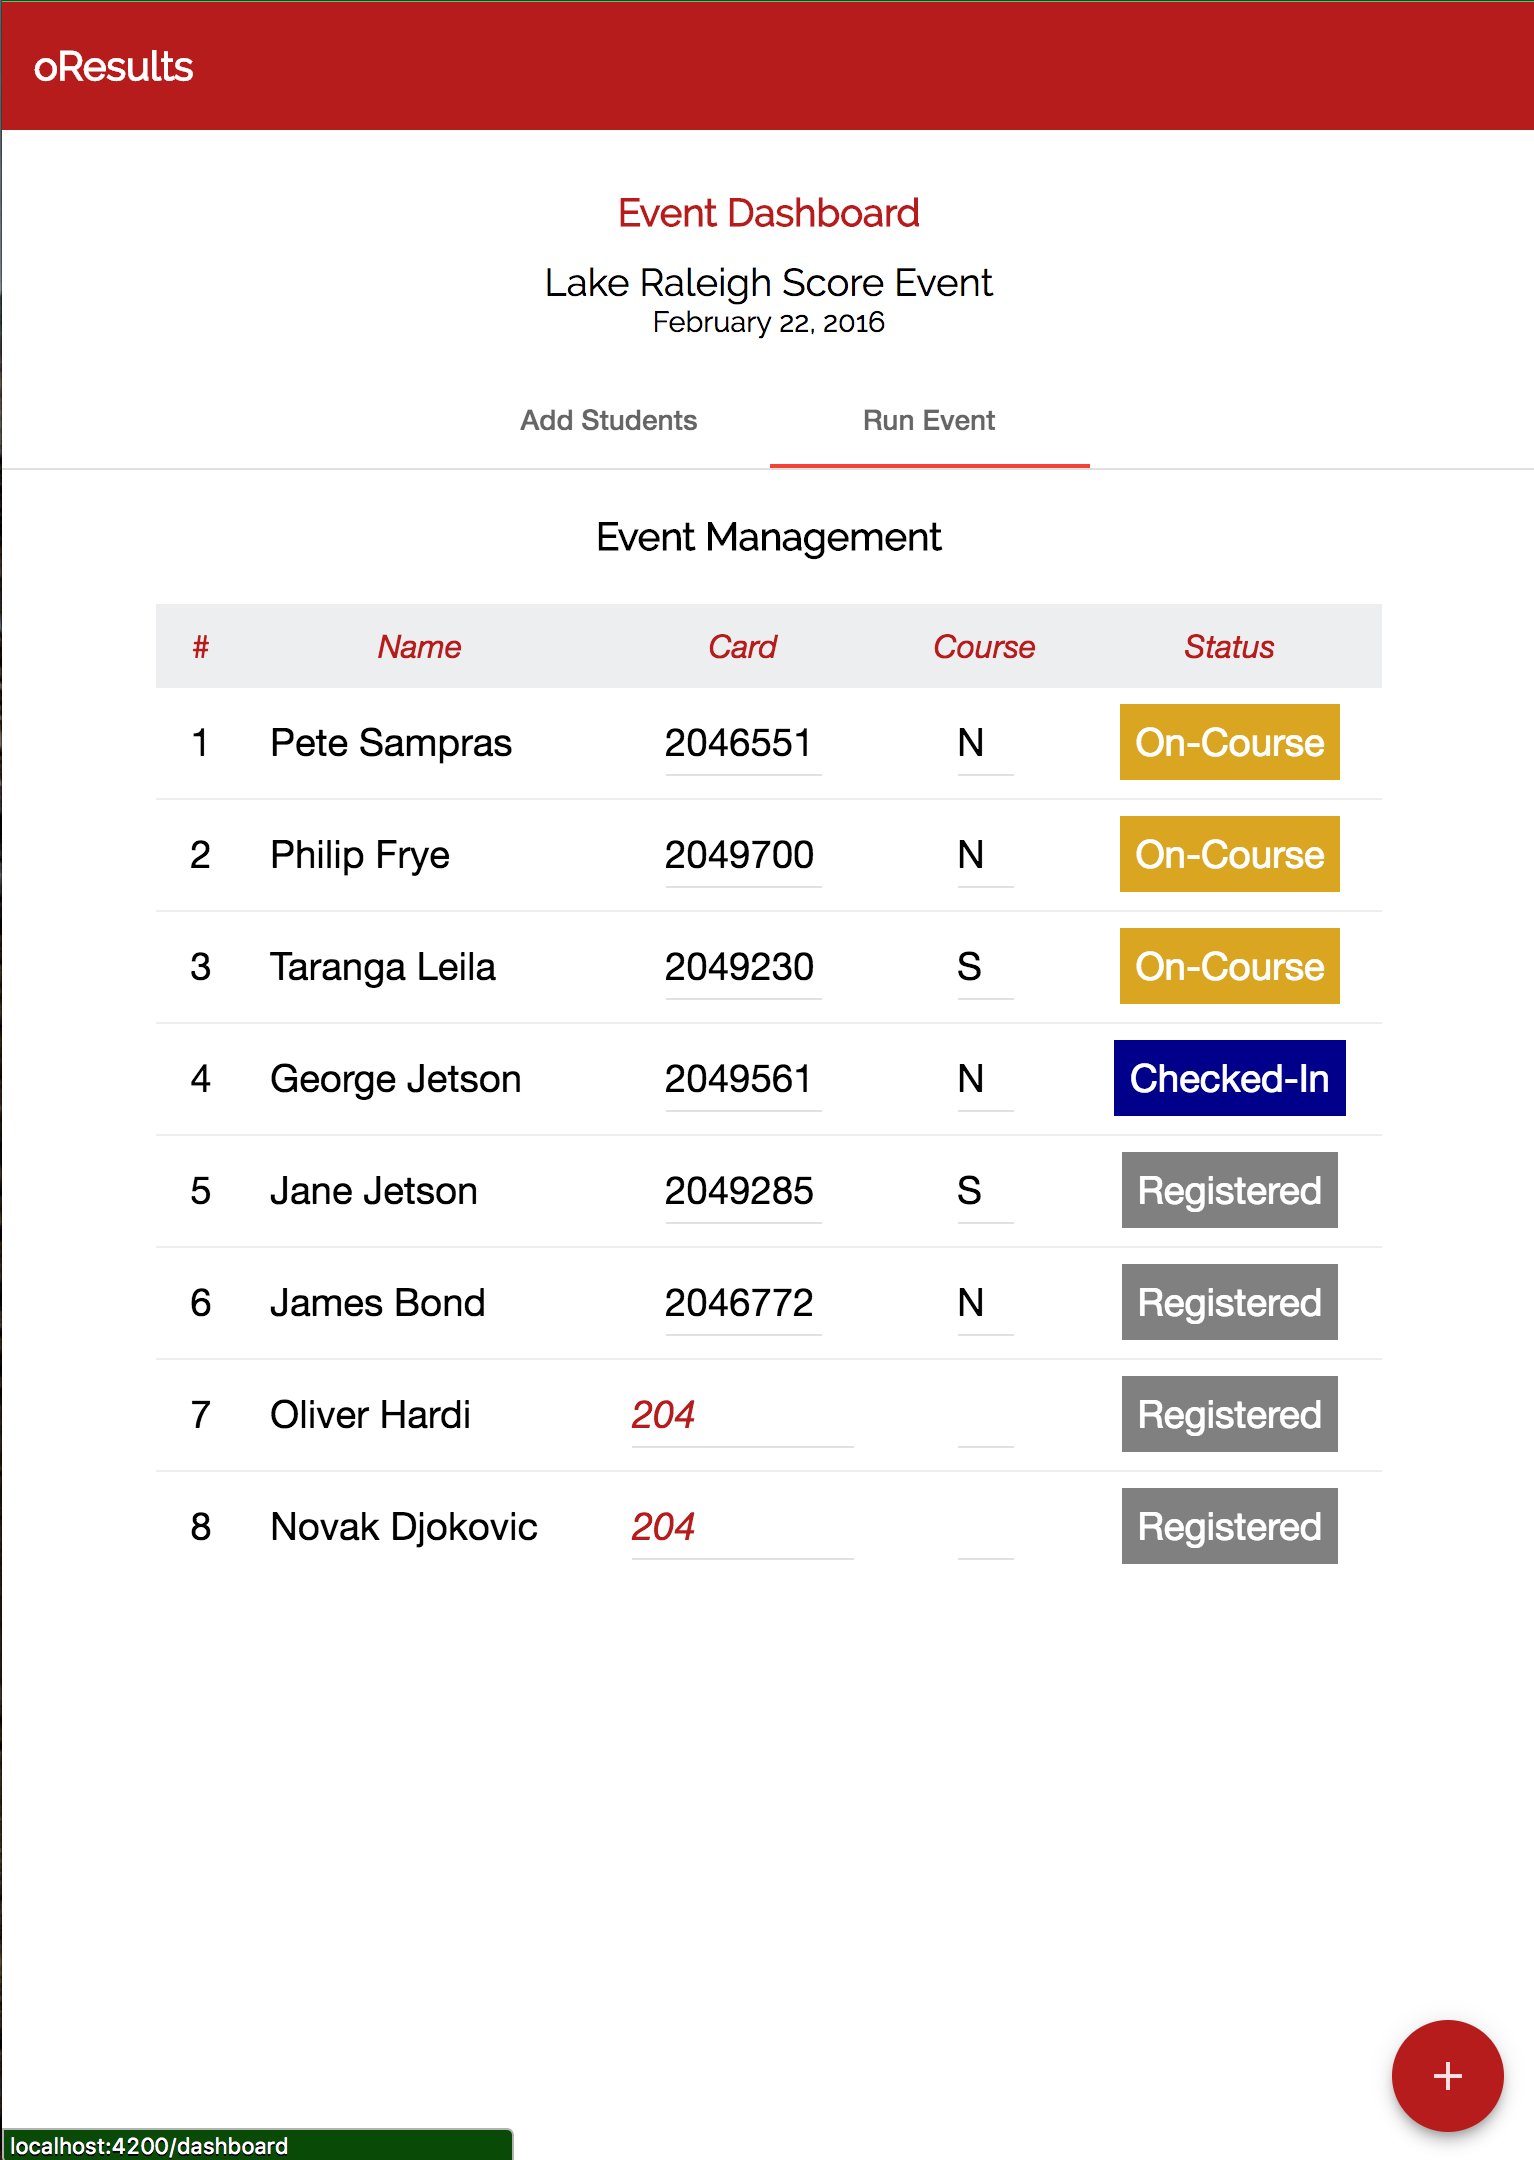 oResults
Event Dashboard
Lake Raleigh Score Event
February 22, 2016
Add Students Run Event
Event Management
# Name Card Course Status
1 Pete Sampras 2046551 N On-Course
2 Philip Frye 2049700 N On-Course
3 Taranga Leila 2049230 S On-Course
4 George Jetson 2049561 N Checked-In
5 Jane Jetson 2049285 S Registered
6 James Bond 2046772 N Registered
7 Oliver Hardi 204 Registered
8 Novak Djokovic 204 Registered
+
localhost:4200/dashboard